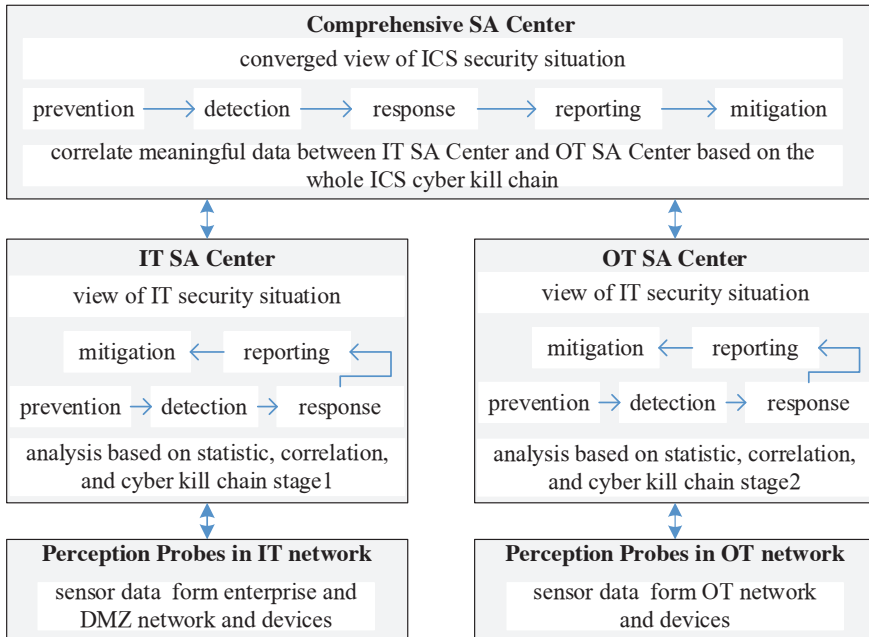 Comprehensive SA Center
converged view of ICS security situation
prevention detection response reporting mitigation
correlate meaningful data between IT SA Center and OT SA Center based on the
whole ICS cyber kill chain
IT SA Center
view of IT security situation
mitigation reporting
prevention detection response
analysis based on statistic, correlation,
and cyber kill chain stage1
OT SA Center
view of IT security situation
mitigation reporting
prevention detection response
analysis based on statistic, correlation,
and cyber kill chain stage2
Perception Probes in IT network
sensor data form enterprise and
DMZ network and devices
Perception Probes in OT network
sensor data form OT network
and devices